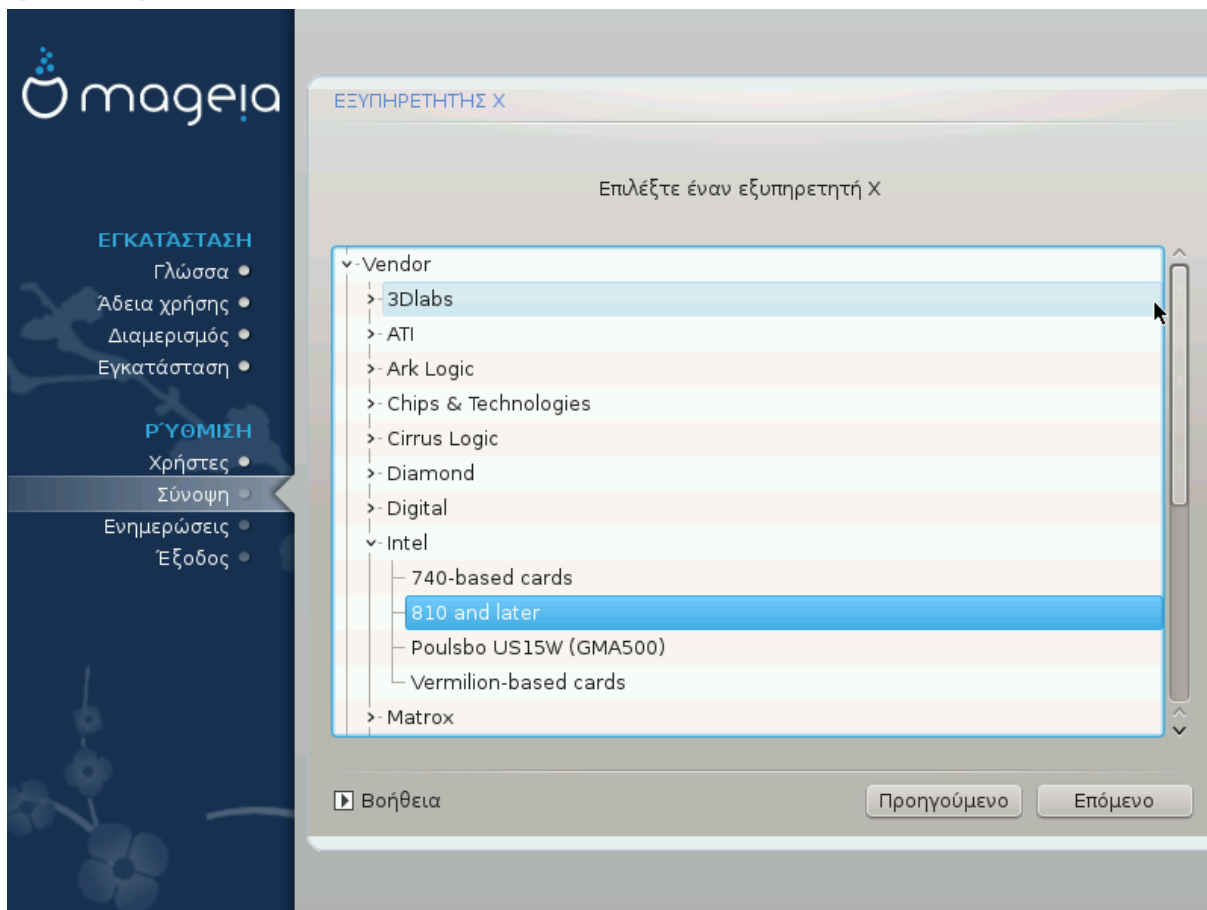 mageia
ΕΓΚΑΤΆΣΤΑΣΗ
Γλώσσα
Άδεια χρήσης
Διαμερισμός
Εγκατάσταση
ΡΎΘΜΙΣΗ
Χρήστες
Σύνοψη
Ενημερώσεις
Έξοδος
ΕΞΥΠΗΡΕΤΗΤΉΣ X
Επιλέξτε έναν εξυπηρετητή X
Vendor
3Dlabs
ATI
Ark Logic
Chips & Technologies
Cirrus Logic
Diamond
Digital
Intel
740-based cards
810 and later
Poulsbo US15W (GMA500)
Vermilion-based cards
Matrox
Βοήθεια
Προηγούμενο
Επόμενο